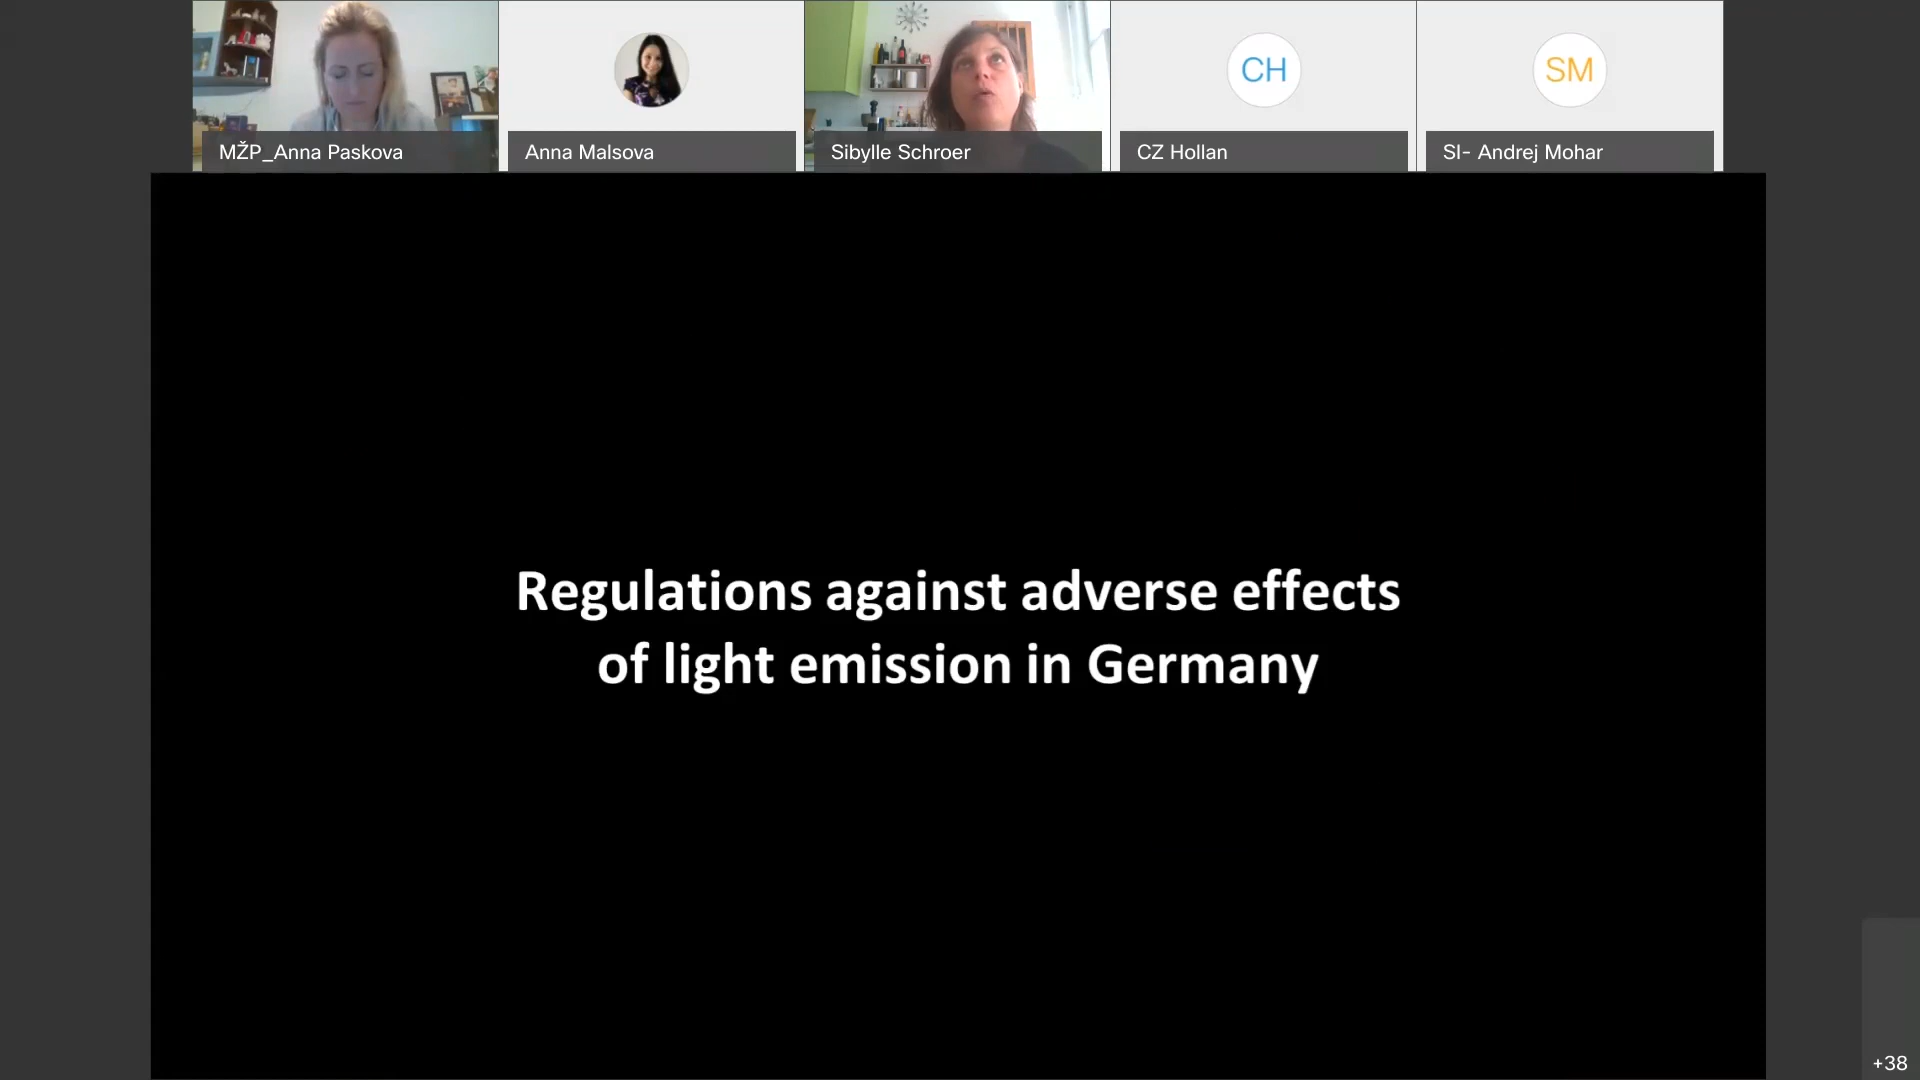 CH
SM
MŽP_Anna Paskova
Anna Malsova
Sibylle Schroer
CZ Hollan
SI- Andrej Mohar
Regulations against adverse effects
of light emission in Germany
+38